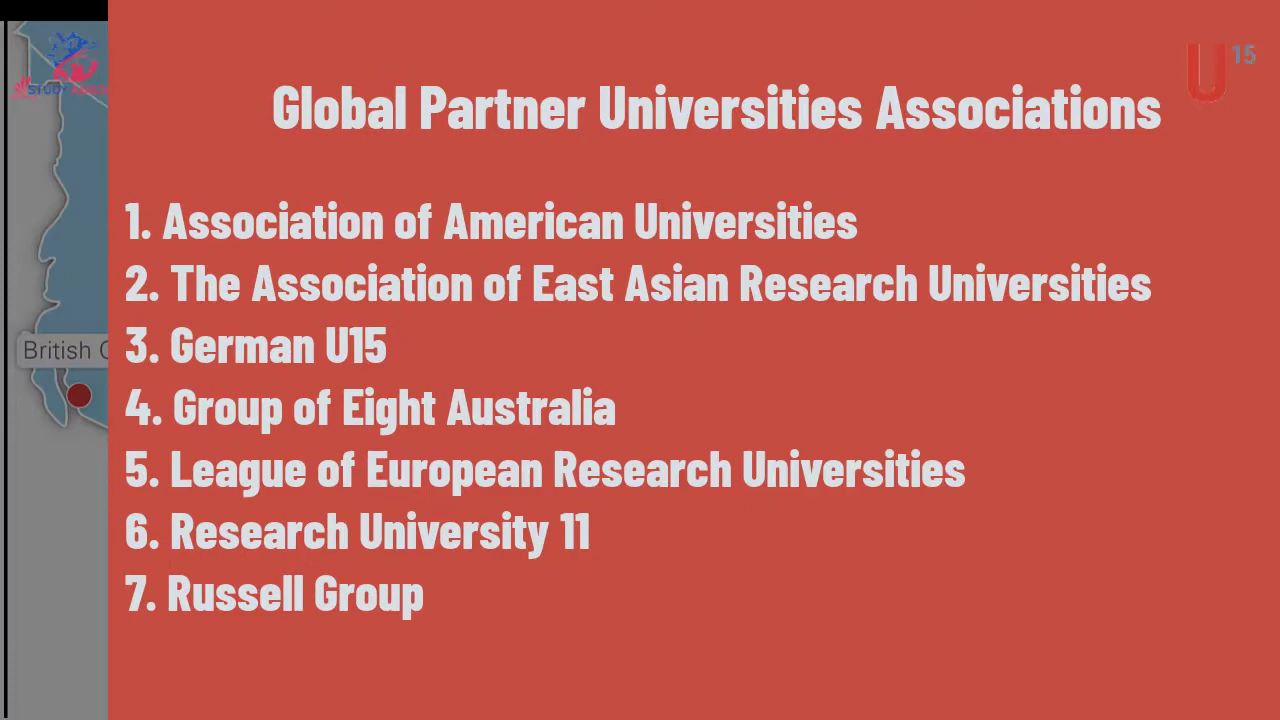 STUDY
U15
Global Partner Universities Associations
1. Association of American Universities
2. The Association of East Asian Research Universities
3. German U15
British
4. Group of Eight Australia
5. League of European Research Universities
6. Research University 11
7. Russell Group